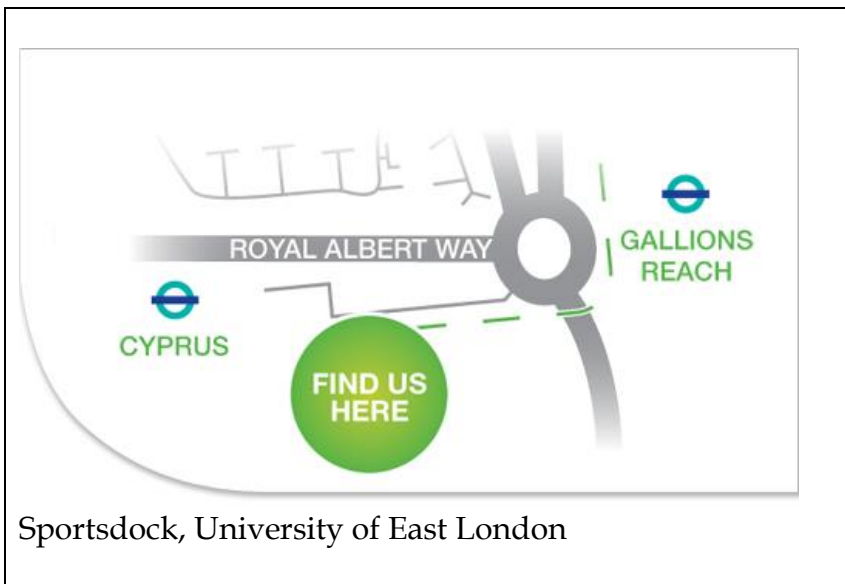 ROYAL ALBERT WAY
GALLIONS
REACH
CYPRUS
FIND US
HERE
Sportsdock, University of East London